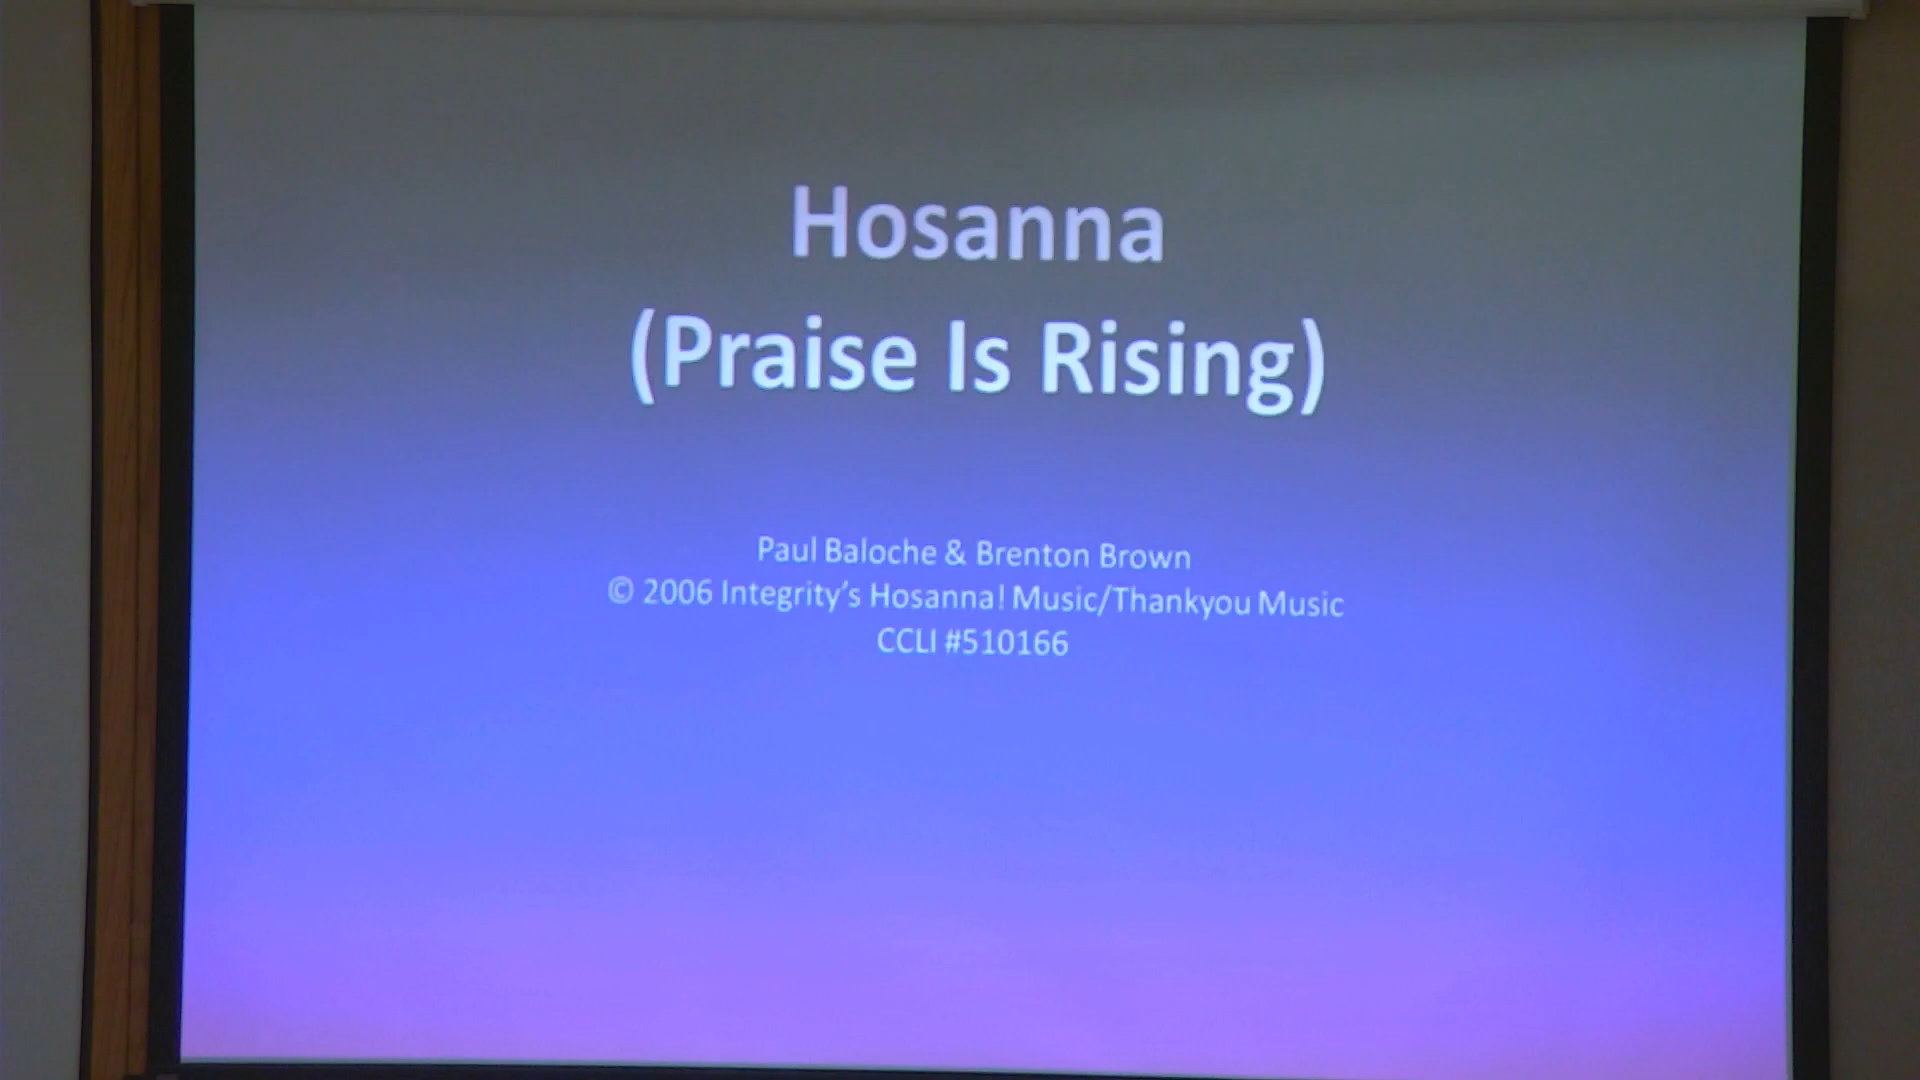 Hosanna
(Praise Is Rising)
Paul Baloche & Brenton Brown
© 2006 Integrity’s Hosanna! Music/Thankyou Music
CCLI #510166